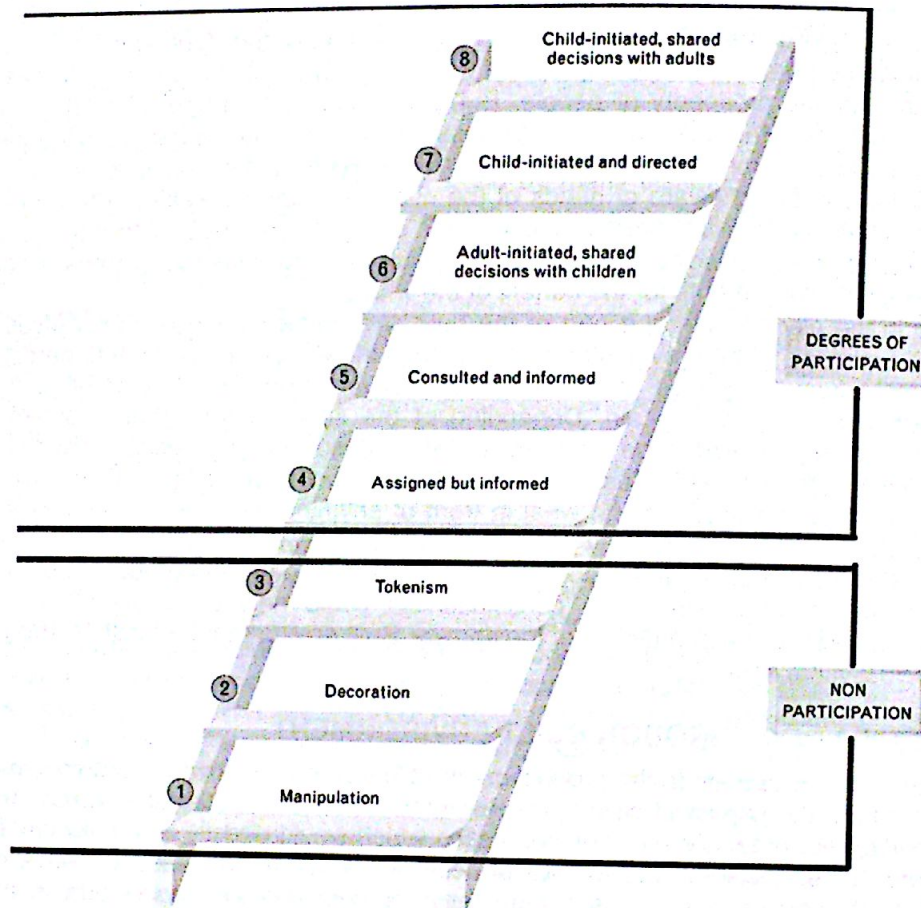 8
Child-initiated, shared
decisions with adults
7
Child-initiated and directed
6
Adult-initiated, shared
decisions with children
DEGREES OF
PARTICIPATION
5
Consulted and informed
4
Assigned but informed
3
Tokenism
2
Decoration
NON
PARTICIPATION
1
Manipulation